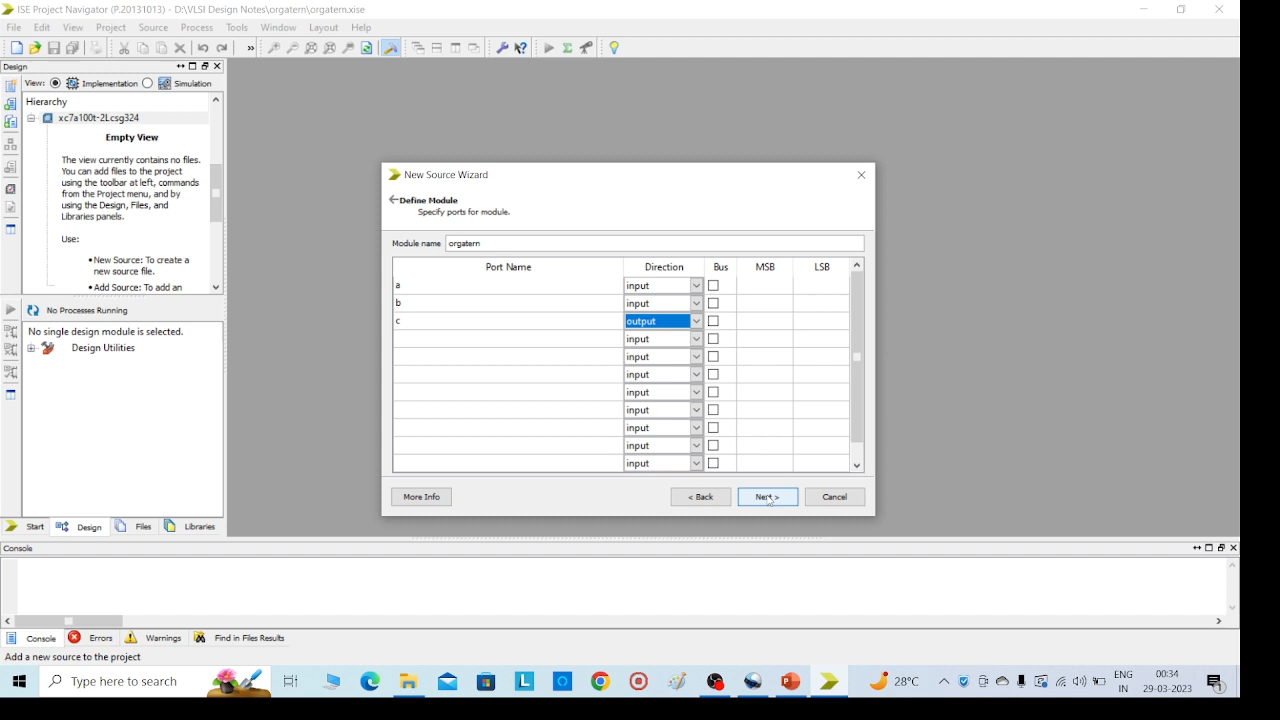 ISE Project Navigator (P.20131013) - D:\VLSI Design Notes\orgatern\orgatern.xise
File Edit View Project Source Process Tools Window Layout Help
»
Design
View: Implementation Simulation
Hierarchy
xc7a100t-2Lcsg324
Empty View
The view currently contains no files.
You can add files to the project
using the toolbar at left, commands
from the Project menu, and by
using the Design, Files, and
Libraries panels.
Use:
•New Source: To create a
new source file.
•Add Source: To add an
No Processes Running
No single design module is selected.
Design Utilities
Start Design Files Libraries
New Source Wizard
Define Module
Specify ports for module.
Module name orgatern
Port Name Direction Bus MSB LSB
a input
b input
c output
input
input
input
input
input
input
input
input
More Info < Back Next > Cancel
Console
Console Errors Warnings Find in Files Results
Add a new source to the project
Type here to search
L
28°C
ENG
IN
00:34
29-03-2023
1